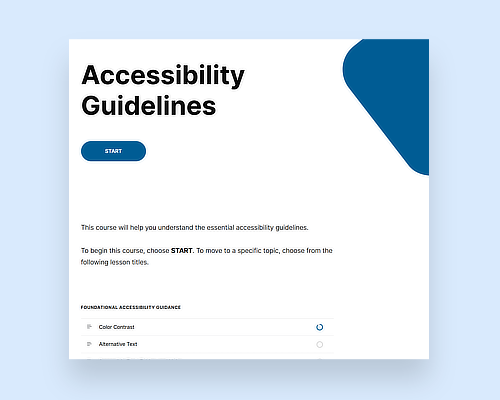 Accessibility
Guidelines
START
This course will help you understand the essential accessibility guidelines.
To begin this course, choose START. To move to a specific topic, choose from the
following lesson titles.
FOUNDATIONAL ACCESSIBILITY GUIDANCE
Color Contrast
Alternative Text